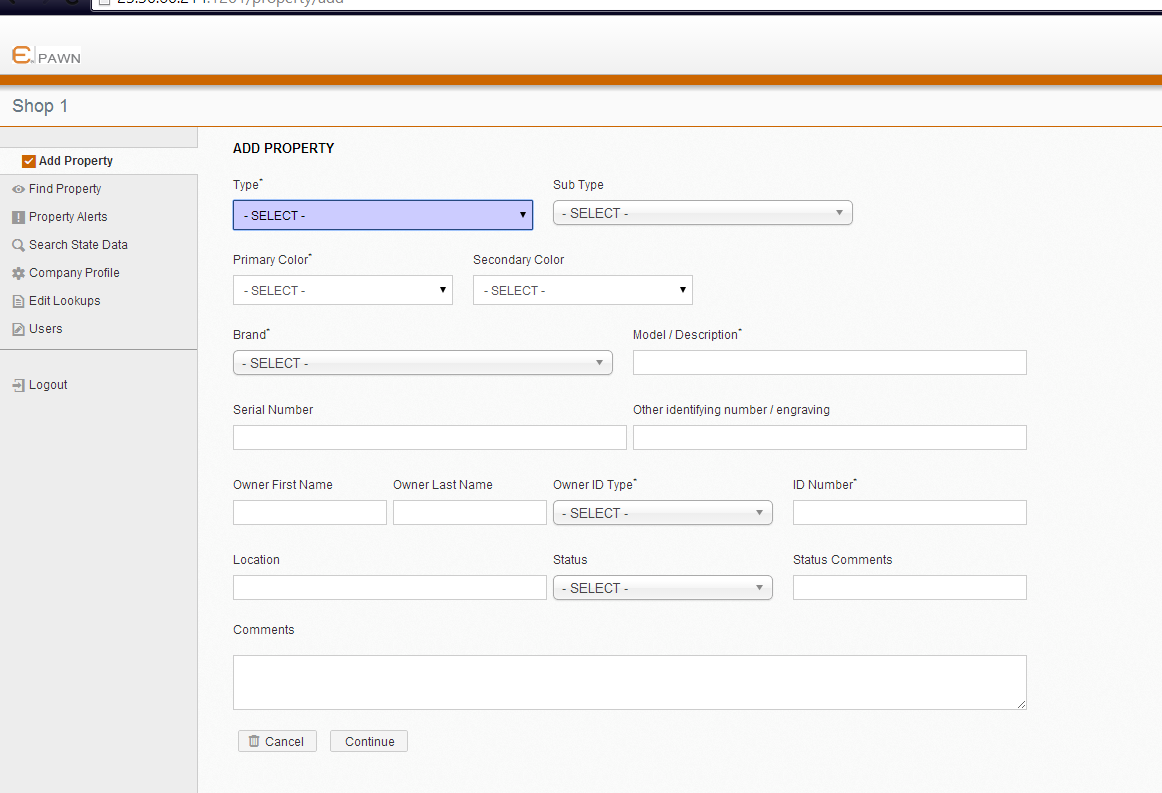 /property/add
E PAWN
Shop 1
Add Property
Find Property
Property Alerts
Search State Data
Company Profile
Edit Lookups
Users
Logout
ADD PROPERTY
Type* Sub Type
- SELECT - - SELECT -
Primary Color* Secondary Color
- SELECT - - SELECT -
Brand* Model / Description*
- SELECT -
Serial Number Other identifying number / engraving
Owner First Name Owner Last Name Owner ID Type* ID Number*
- SELECT -
Location Status Status Comments
- SELECT -
Comments
Cancel Continue